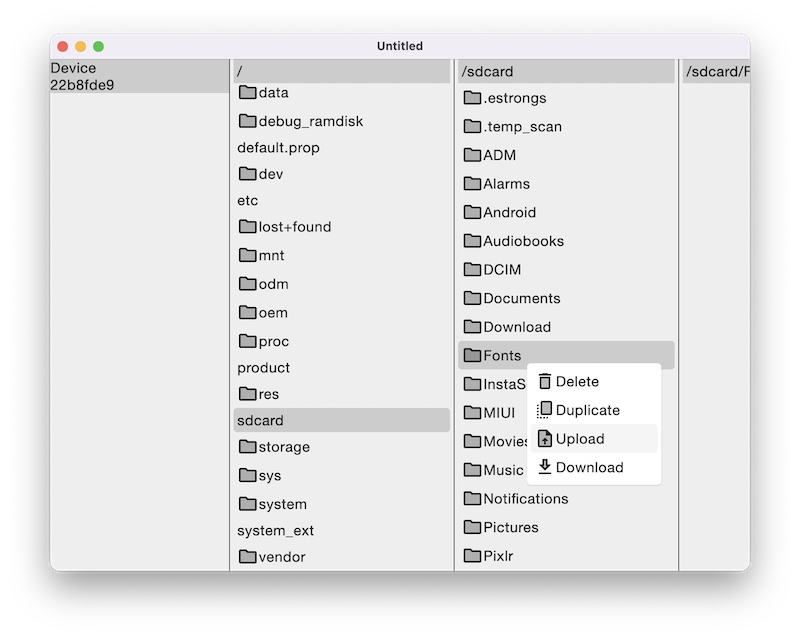 Untitled
Device
22b8fde9
/
data
debug_ramdisk
default.prop
dev
etc
lost+found
mnt
odm
oem
proc
product
res
sdcard
storage
sys
system
system_ext
vendor
/sdcard
.estrongs
.temp_scan
ADM
Alarms
Android
Audiobooks
DCIM
Documents
Download
Fonts
InstaS
MIUI
Movies
Music
Notifications
Pictures
Pixlr
Delete
Duplicate
Upload
Download
/sdcard/F